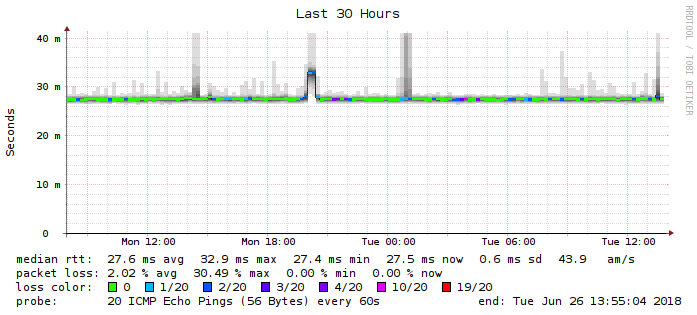 Last 30 Hours
RRDTOOL / TOBI OETIKER
Seconds
40 m
30 m
20 m
10 m
0
Mon 12:00 Mon 18:00 Tue 00:00 Tue 06:00 Tue 12:00
median rtt: 27.6 ms avg 32.9 ms max 27.4 ms min 27.5 ms now 0.6 ms sd 43.9 am/s
packet loss: 2.02 % avg 30.49 % max 0.00 % min 0.00 % now
loss color: 0 1/20 2/20 3/20 4/20 10/20 19/20
probe: 20 ICMP Echo Pings (56 Bytes) every 60s end: Tue Jun 26 13:55:04 2018